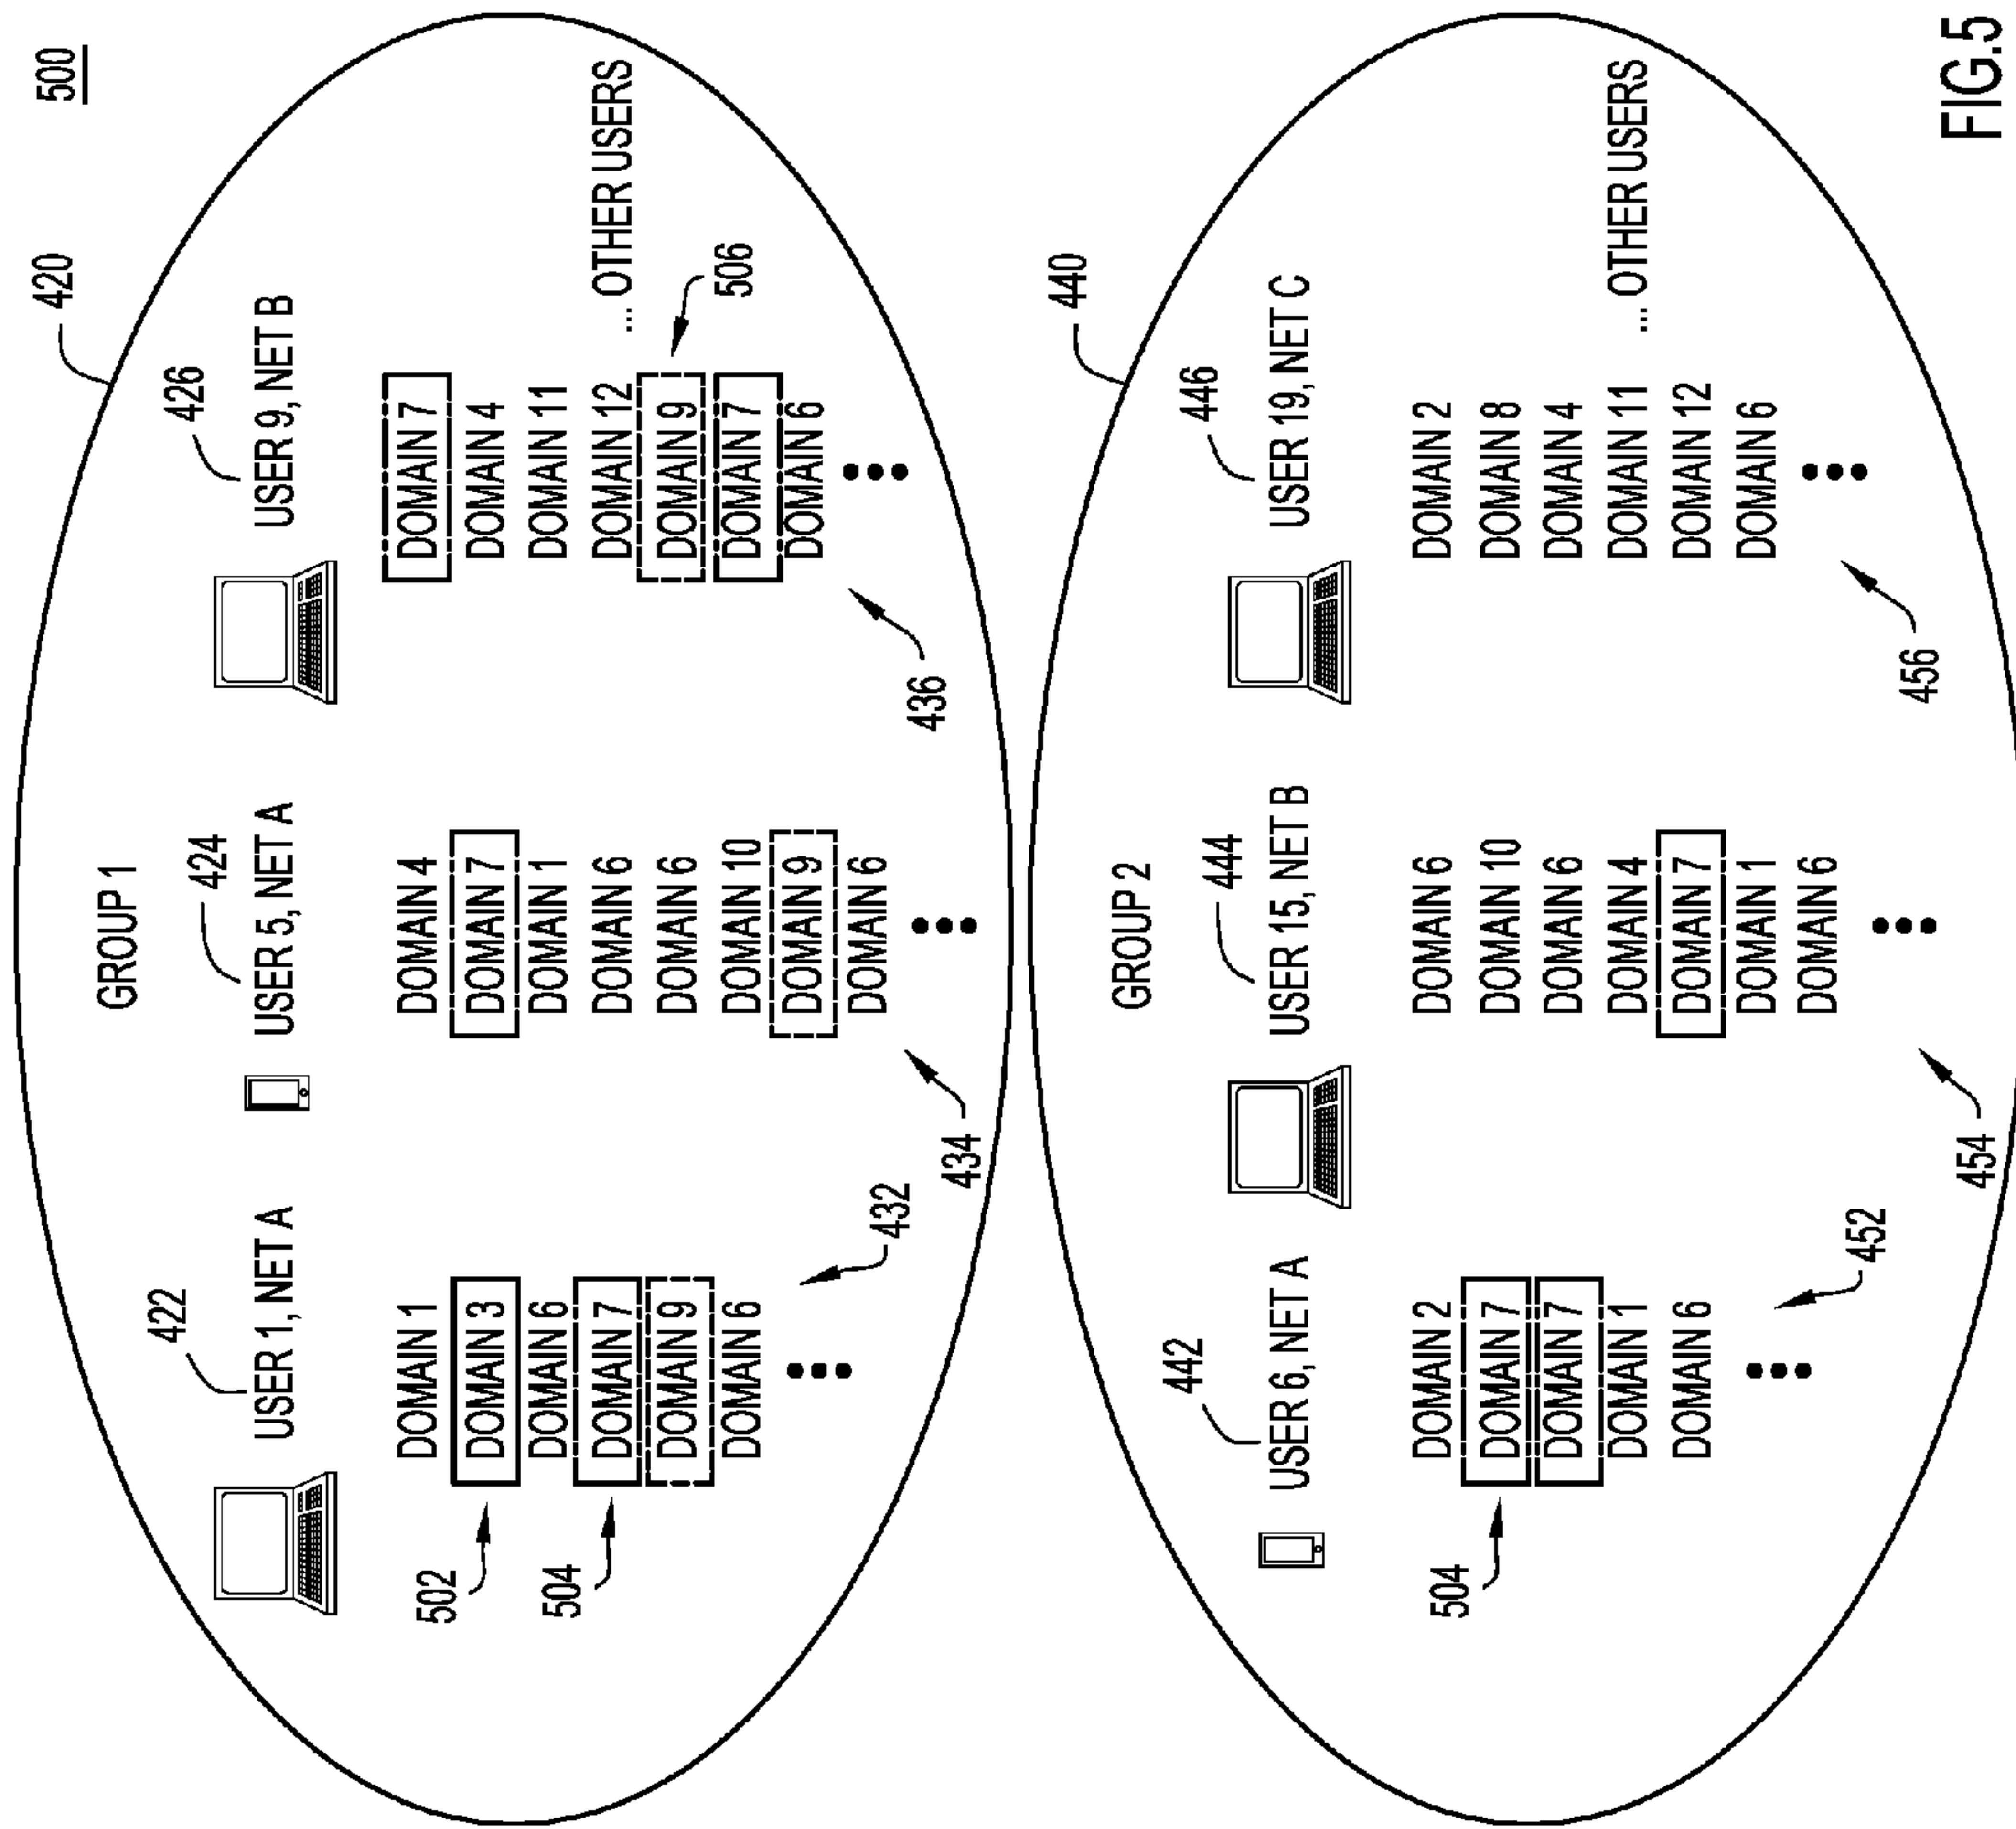 500
420
GROUP 1
422
USER 1, NET A
424
USER 5, NET A
426
USER 9, NET B
DOMAIN 1
DOMAIN 3
DOMAIN 6
DOMAIN 7
DOMAIN 9
DOMAIN 6
502
504
432
DOMAIN 4
DOMAIN 7
DOMAIN 1
DOMAIN 6
DOMAIN 6
DOMAIN 10
DOMAIN 9
DOMAIN 6
434
DOMAIN 7
DOMAIN 4
DOMAIN 11
DOMAIN 12
DOMAIN 9
DOMAIN 7
DOMAIN 6
436
... OTHER USERS
506
440
GROUP 2
442
USER 6, NET A
444
USER 15, NET B
446
USER 19, NET C
DOMAIN 2
DOMAIN 7
DOMAIN 7
DOMAIN 1
DOMAIN 6
504
452
DOMAIN 6
DOMAIN 10
DOMAIN 6
DOMAIN 4
DOMAIN 7
DOMAIN 1
DOMAIN 6
454
DOMAIN 2
DOMAIN 8
DOMAIN 4
DOMAIN 11
DOMAIN 12
DOMAIN 6
456
... OTHER USERS
FIG.5